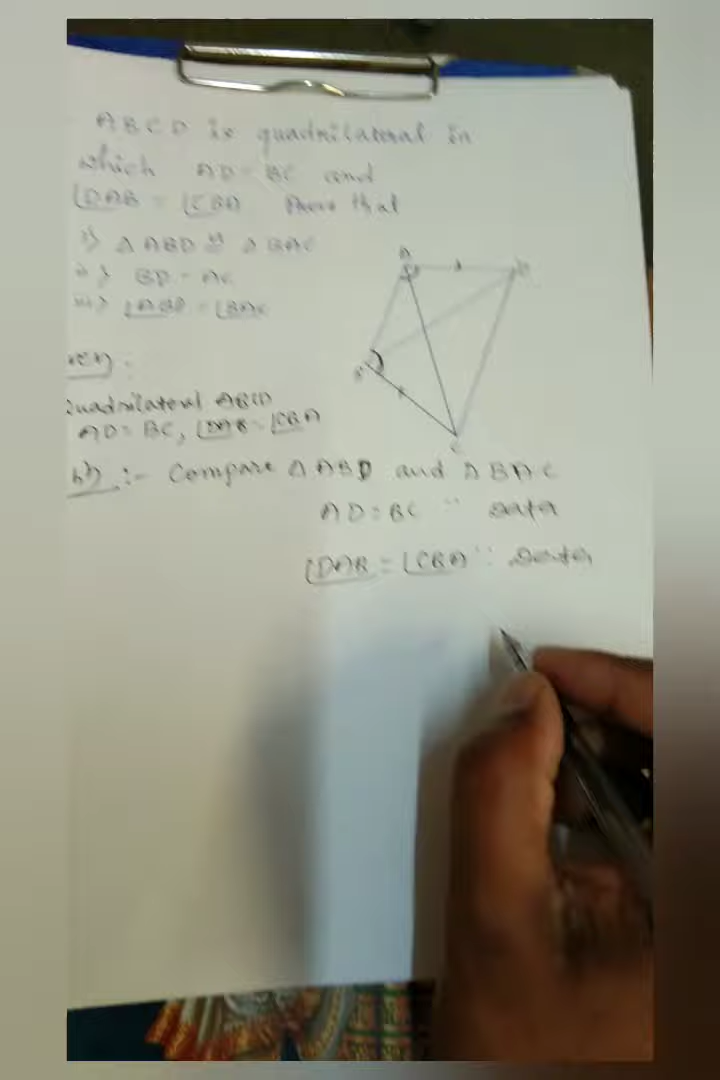 ABCD is quadrilateral in
which AD = BC and
∠DAB = ∠CBA Prove that
i) △ ABD ≅ △ BAC
ii) BD = AC
iii) ∠ABD = ∠BAC
A
D
B
C
ven :-
Quadrilateral ABCD
AD = BC, ∠DAB = ∠CBA
:- Compare △ ABD and △ BAC
AD = BC ∵ Data
∠DAB = ∠CBA ∵ Data